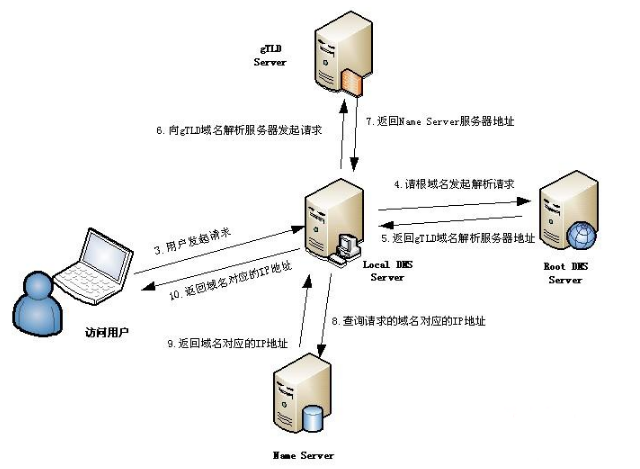 gTLD
Server
6.向gTLD域名解析服务器发起请求
7.返回Name Server服务器地址
4.请根域名发起解析请求
3.用户发起请求
5.返回gTLD域名解析服务器地址
Local DNS
Server
Root DNS
Server
10.返回域名对应的IP地址
访问用户
8.查询请求的域名对应的IP地址
9.返回域名对应的IP地址
Name Server